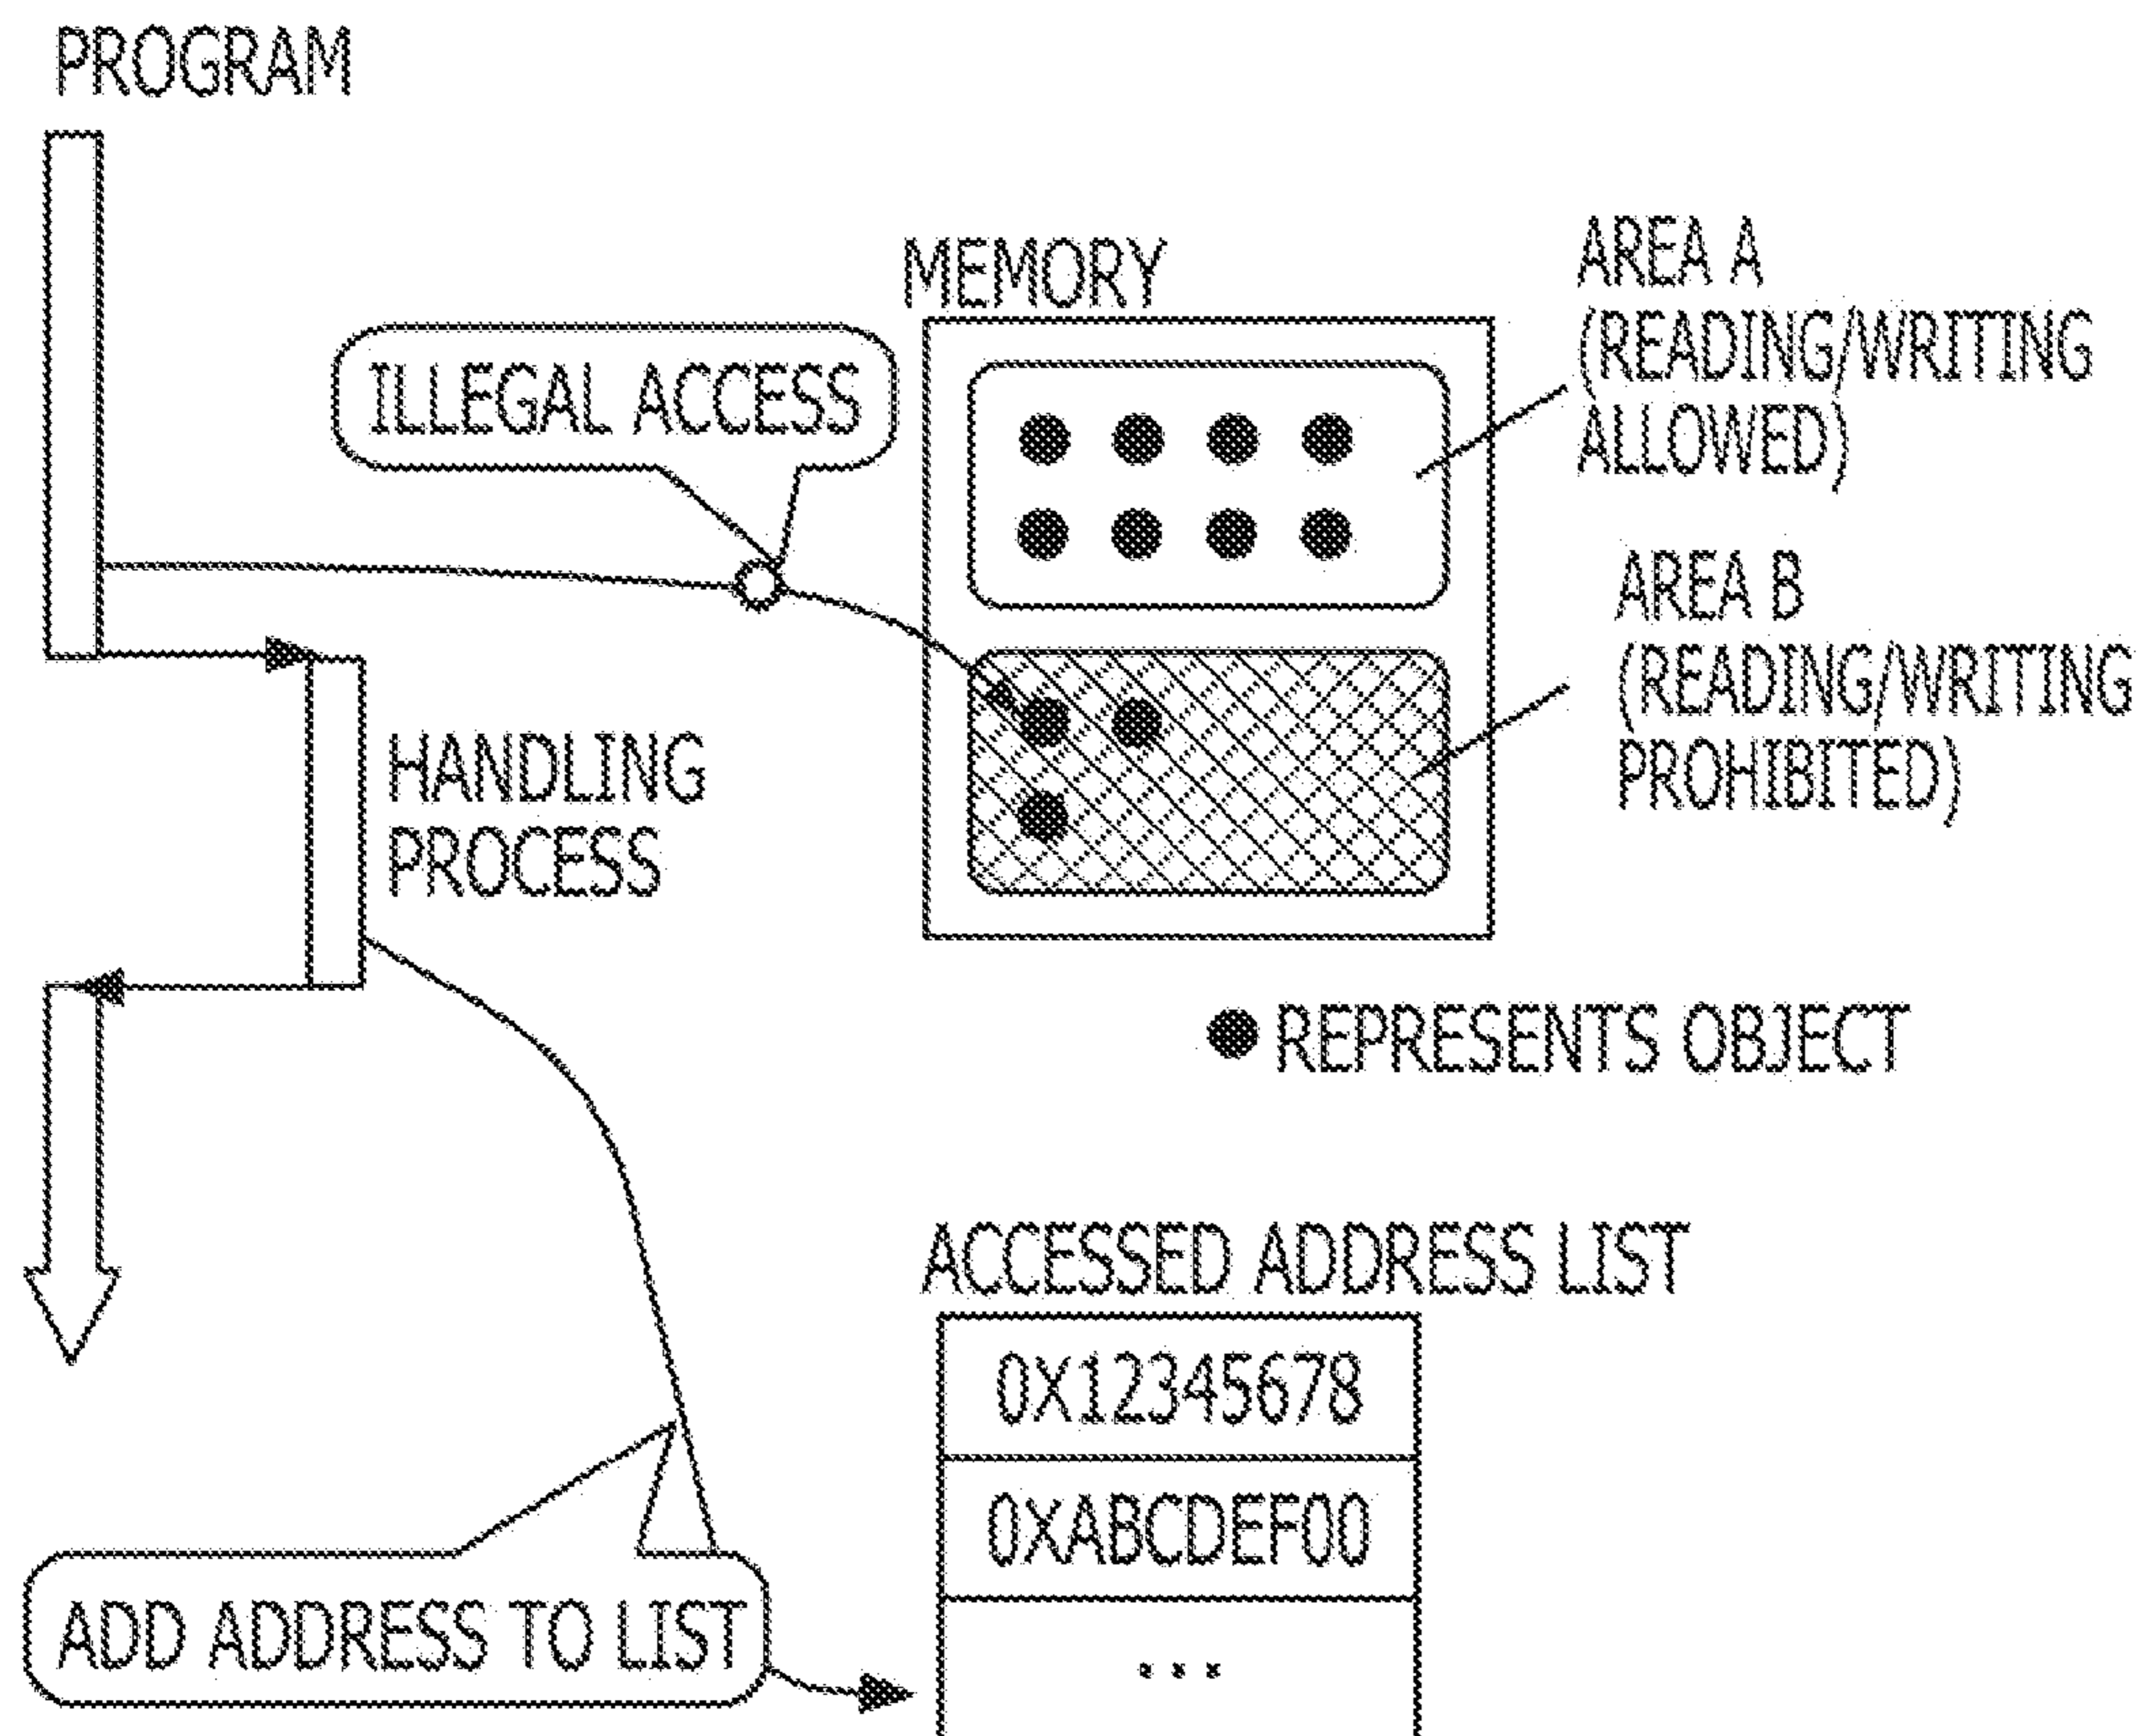 PROGRAM
MEMORY
AREA A
(READING/WRITING
ALLOWED)
ILLEGAL ACCESS
AREA B
(READING/WRITING
PROHIBITED)
HANDLING
PROCESS
REPRESENTS OBJECT
ACCESSED ADDRESS LIST
0X12345678
0XABCDEF00
ADD ADDRESS TO LIST
...